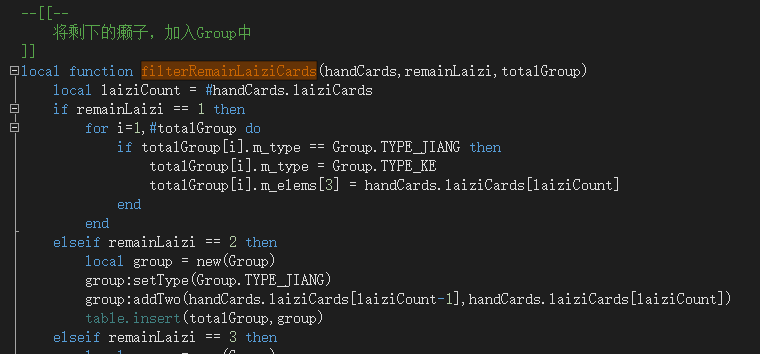 --[[--
将剩下的癞子，加入Group中
]]
local function filterRemainLaiziCards(handCards,remainLaizi,totalGroup)
local laiziCount = #handCards.laiziCards
if remainLaizi == 1 then
for i=1,#totalGroup do
if totalGroup[i].m_type == Group.TYPE_JIANG then
totalGroup[i].m_type = Group.TYPE_KE
totalGroup[i].m_elems[3] = handCards.laiziCards[laiziCount]
end
end
elseif remainLaizi == 2 then
local group = new(Group)
group:setType(Group.TYPE_JIANG)
group:addTwo(handCards.laiziCards[laiziCount-1],handCards.laiziCards[laiziCount])
table.insert(totalGroup,group)
elseif remainLaizi == 3 then